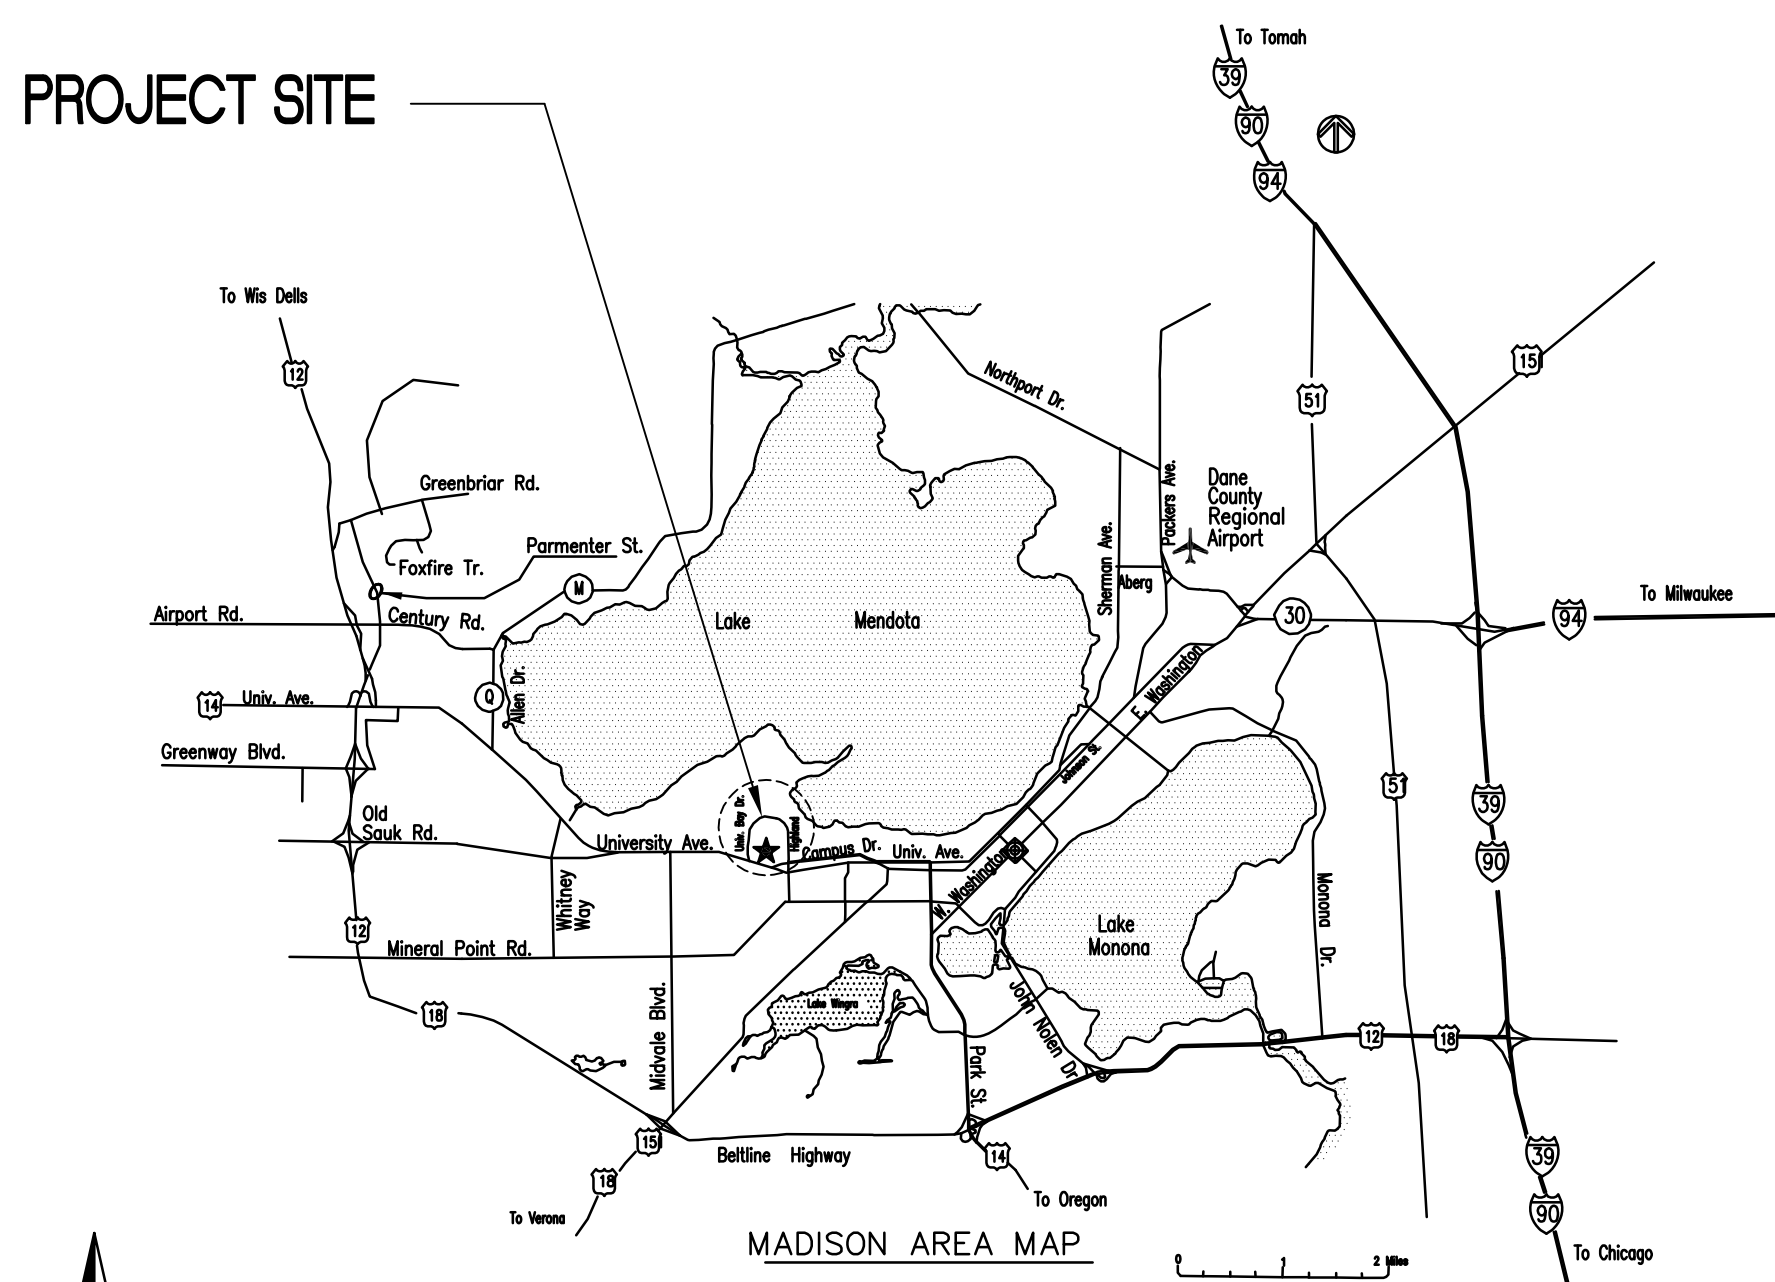 To Tomah
39
PROJECT SITE
90
94
To Wis Dells
12
15
Northport Dr.
51
Greenbriar Rd.
Packers Ave.
Dane
County
Regional
Airport
Sherman Ave.
Parmenter St.
Foxfire Tr.
M
Aberg
Airport Rd.
Century Rd.
Lake Mendota
30
94
To Milwaukee
14
Univ. Ave.
Q
Allen Dr.
E. Washington
Greenway Blvd.
Johnson St.
51
39
Old
Sauk Rd.
University Ave.
Univ. Bay Dr.
Highland
Campus Dr.
Univ. Ave.
W. Washington
90
Whitney
Way
Monona Dr.
12
Mineral Point Rd.
Lake
Monona
18
Midvale Blvd.
Lake Wingra
John Nolen Dr
12
18
Park St.
15
Beltline Highway
14
39
18
To Verona
To Oregon
90
MADISON AREA MAP
To Chicago
0 1 2 Miles